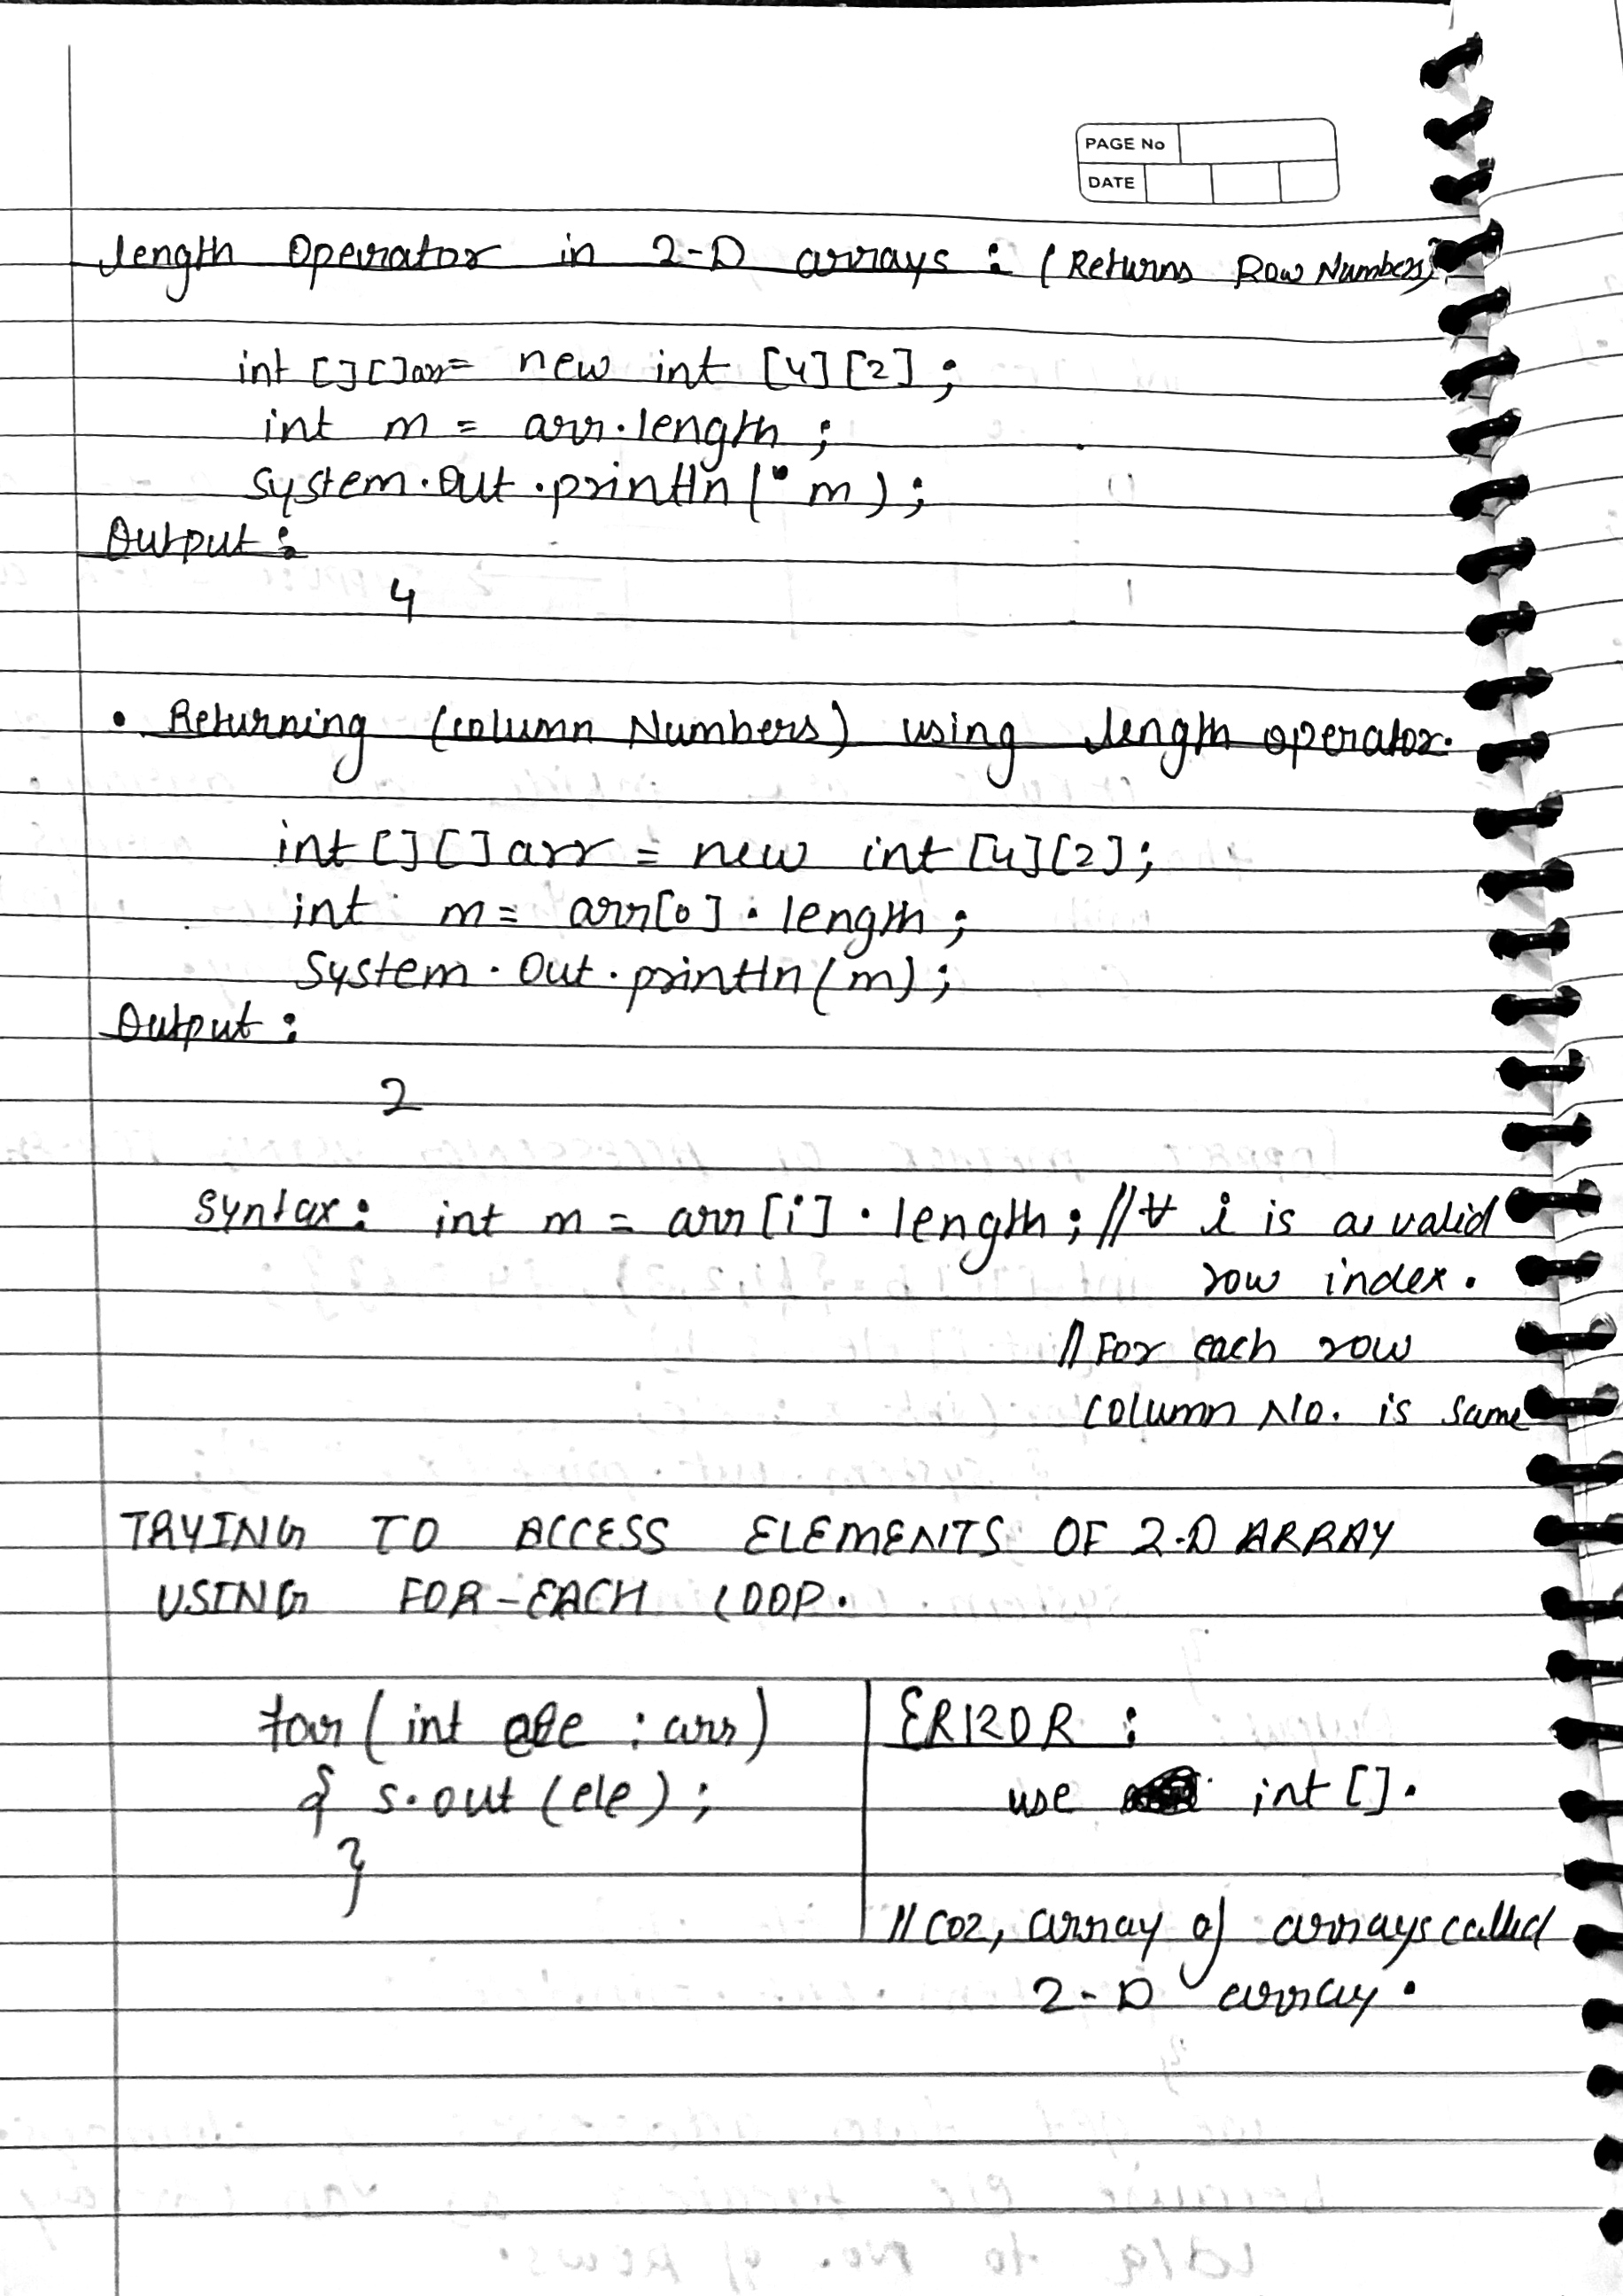 PAGE No
DATE
length Operator in 2-D arrays : (Returns Row Numbers)
int [][]arr= new int [4][2];
int m = arr.length;
System.out.println( m);
Output :
4
• Returning (column Numbers) using length operator.
int[][]arr = new int[4][2];
int m= arr[0].length;
System.out.println(m);
Output :
2
Syntax: int m = arr[i].length; //∀ i is a valid
row index.
// For each row
column No. is same
TRYING TO ACCESS ELEMENTS OF 2-D ARRAY
USING FOR-EACH LOOP.
for( int ele : arr)
{ s.out (ele);
}
ERROR :
use int[].
// Coz, array of arrays called
2-D array.